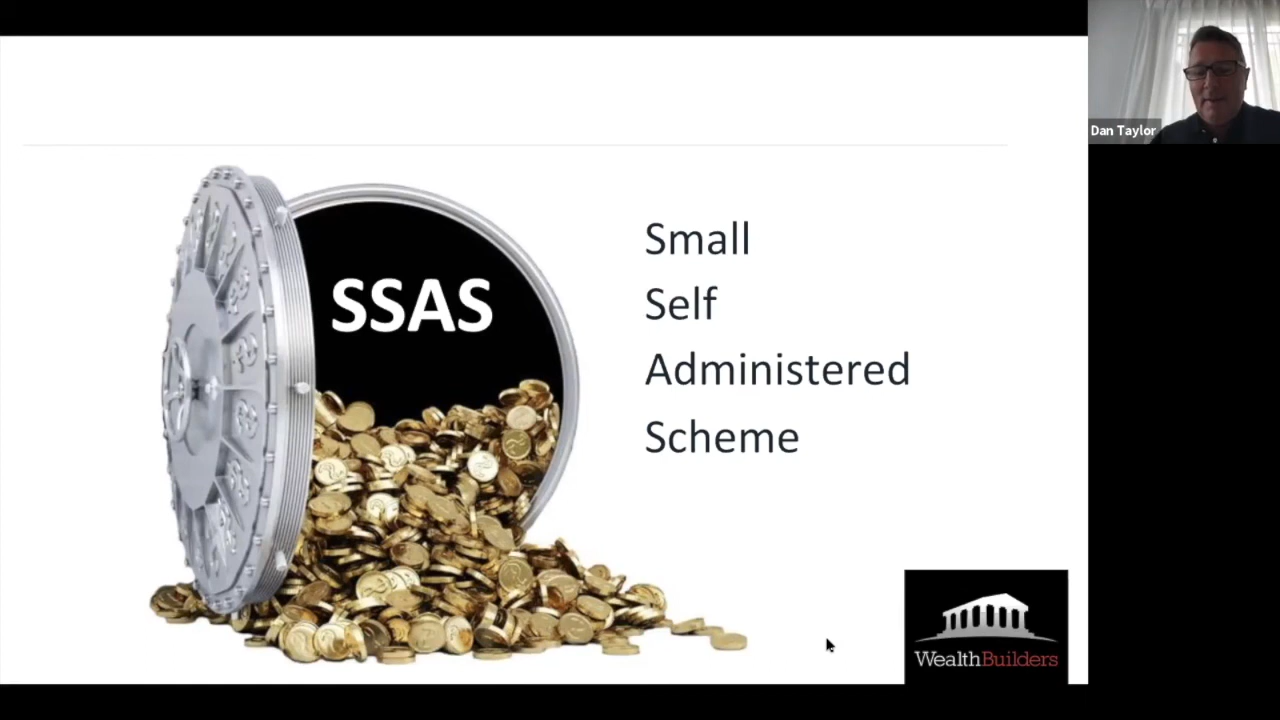 SSAS
Small
Self
Administered
Scheme
WealthBuilders
Dan Taylor